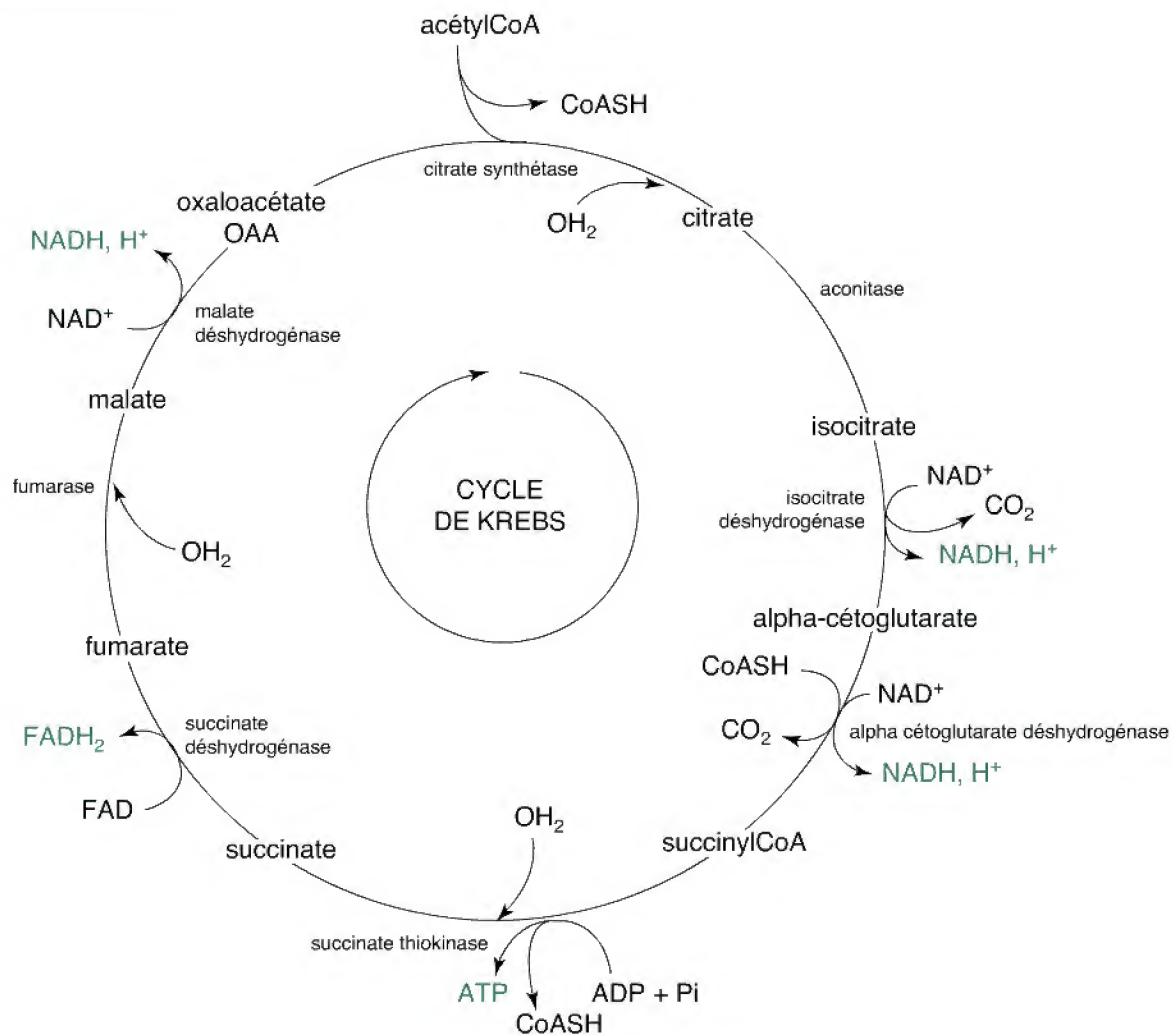 acétylCoA
CoASH
citrate synthétase
oxaloacétate
OAA
OH₂
citrate
NADH, H⁺
NAD⁺
malate
déshydrogénase
aconitase
malate
isocitrate
fumarase
CYCLE
DE KREBS
isocitrate
déshydrogénase
NAD⁺
CO₂
NADH, H⁺
OH₂
alpha-cétoglutarate
fumarate
CoASH
NAD⁺
CO₂
alpha cétoglutarate déshydrogénase
NADH, H⁺
succinate
déshydrogénase
FADH₂
FAD
OH₂
succinate
succinylCoA
succinate thiokinase
ATP
CoASH
ADP + Pi